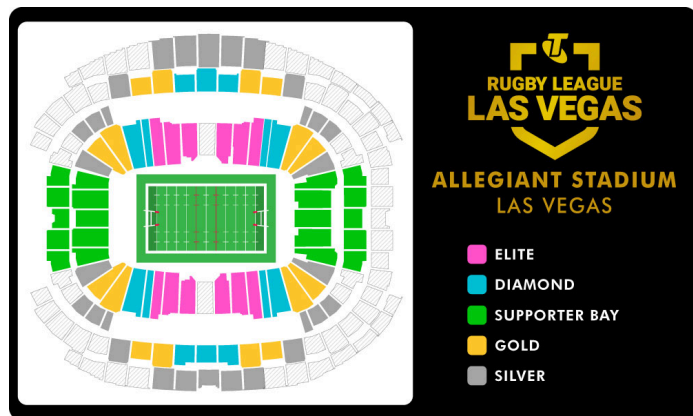 RUGBY LEAGUE
LAS VEGAS
ALLEGIANT STADIUM
LAS VEGAS
ELITE
DIAMOND
SUPPORTER BAY
GOLD
SILVER